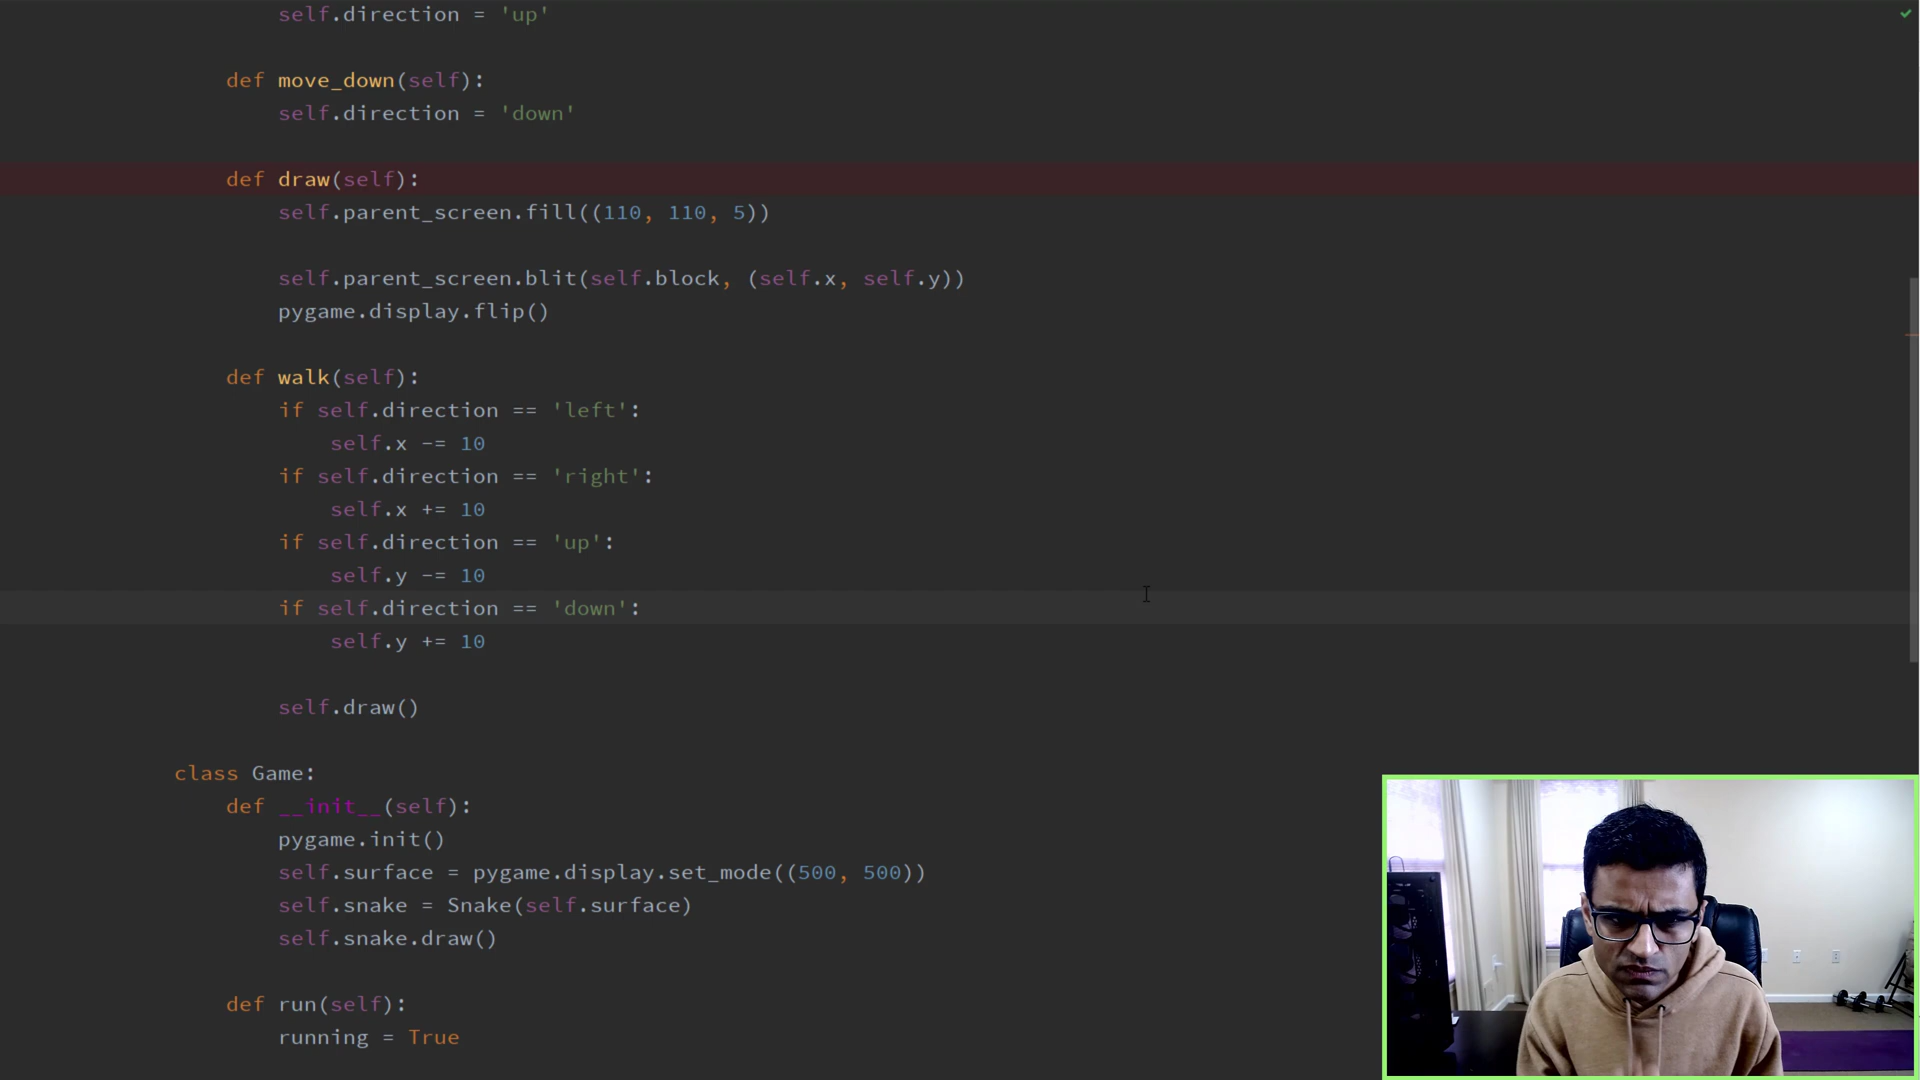 self.direction = 'up'
def move_down(self):
self.direction = 'down'
def draw(self):
self.parent_screen.fill((110, 110, 5))
self.parent_screen.blit(self.block, (self.x, self.y))
pygame.display.flip()
def walk(self):
if self.direction == 'left':
self.x -= 10
if self.direction == 'right':
self.x += 10
if self.direction == 'up':
self.y -= 10
if self.direction == 'down':
self.y += 10
self.draw()
class Game:
def __init__(self):
pygame.init()
self.surface = pygame.display.set_mode((500, 500))
self.snake = Snake(self.surface)
self.snake.draw()
def run(self):
running = True